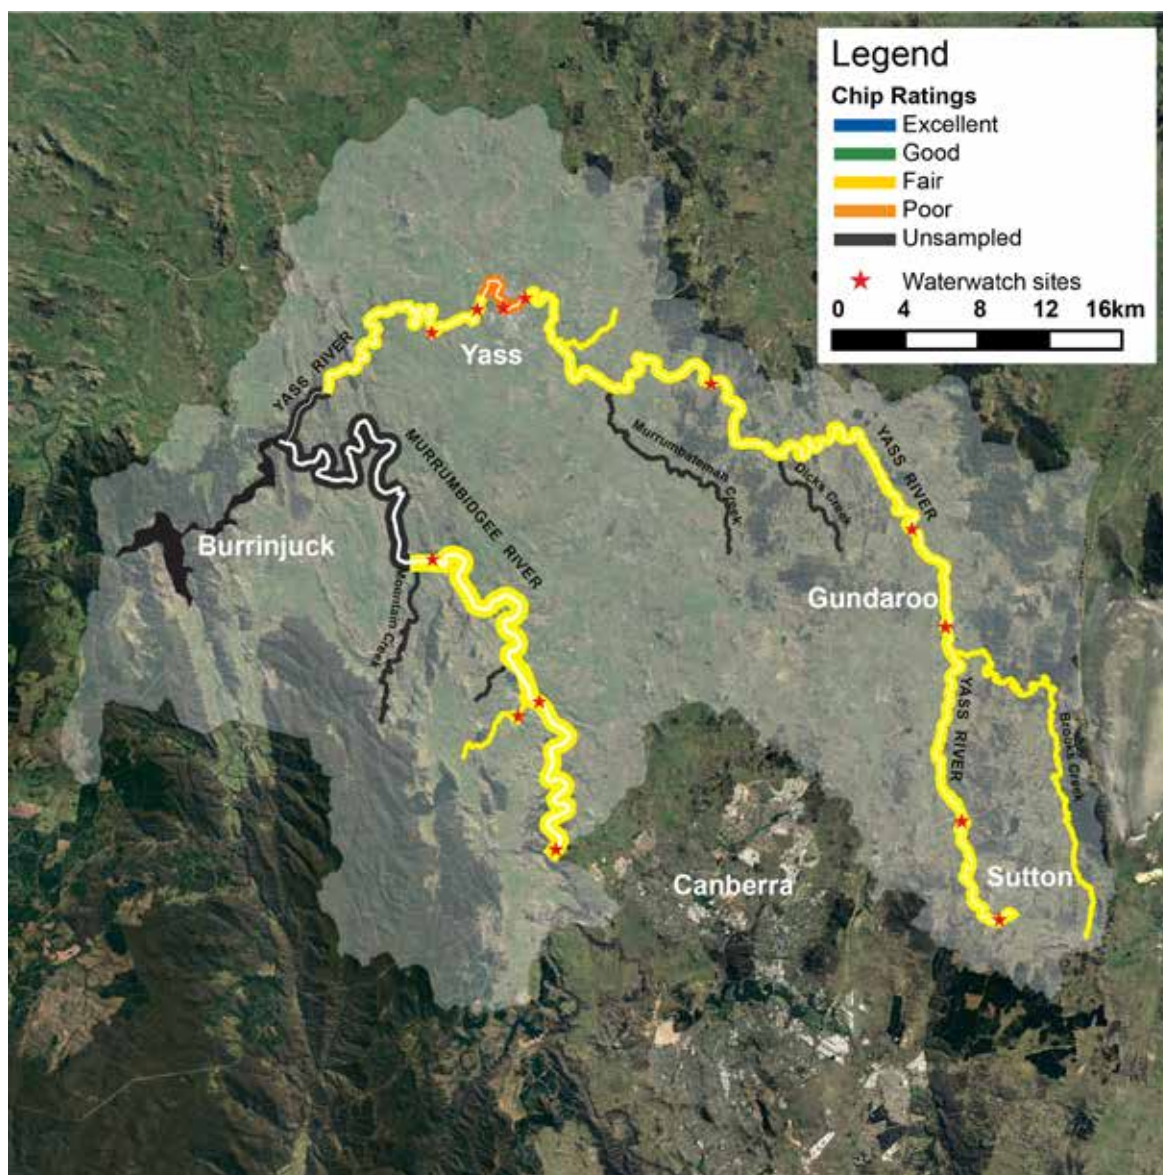 Legend
Chip Ratings
Excellent
Good
Fair
Poor
Unsampled
Waterwatch sites
0 4 8 12 16km
YASS RIVER
Yass
MURRUMBIDGEE RIVER
Murrumbateman Creek
Dicks Creek
YASS RIVER
Burrinjuck
Mountain Creek
Gundaroo
YASS RIVER
Brooks Creek
Canberra
Sutton